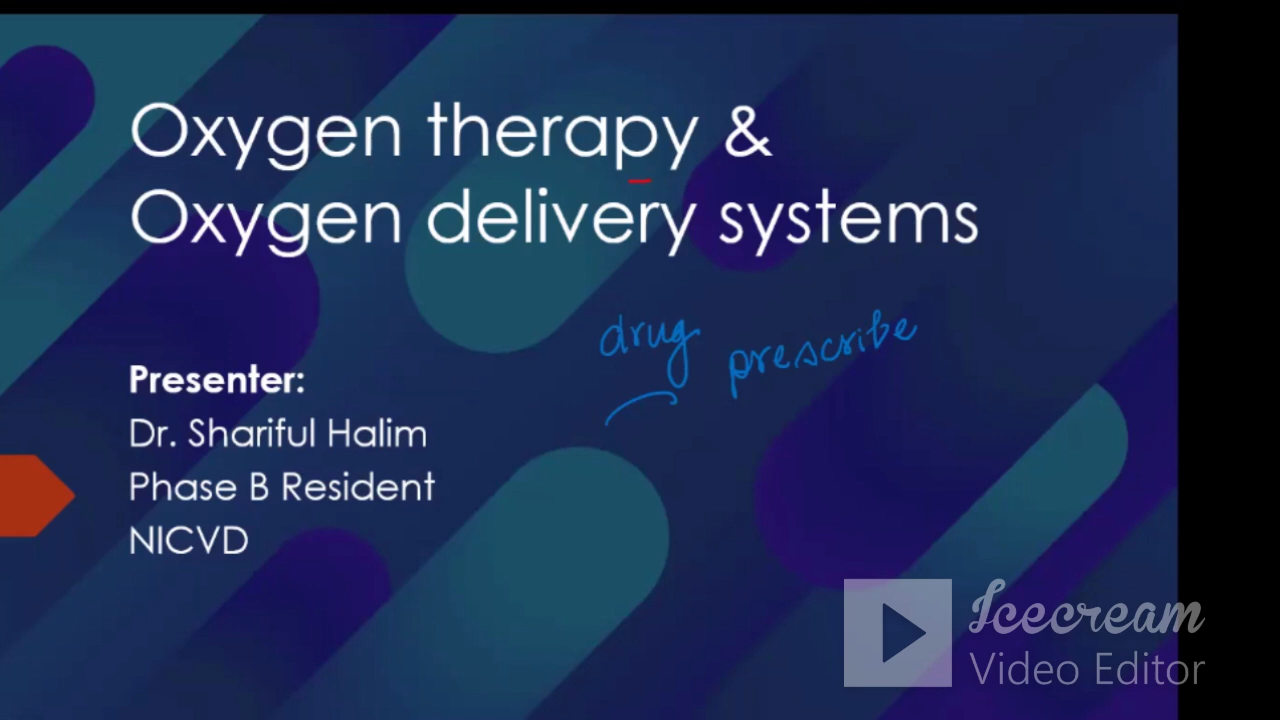 Oxygen therapy &
Oxygen delivery systems
drug prescribe
Presenter:
Dr. Shariful Halim
Phase B Resident
NICVD
Icecream
Video Editor